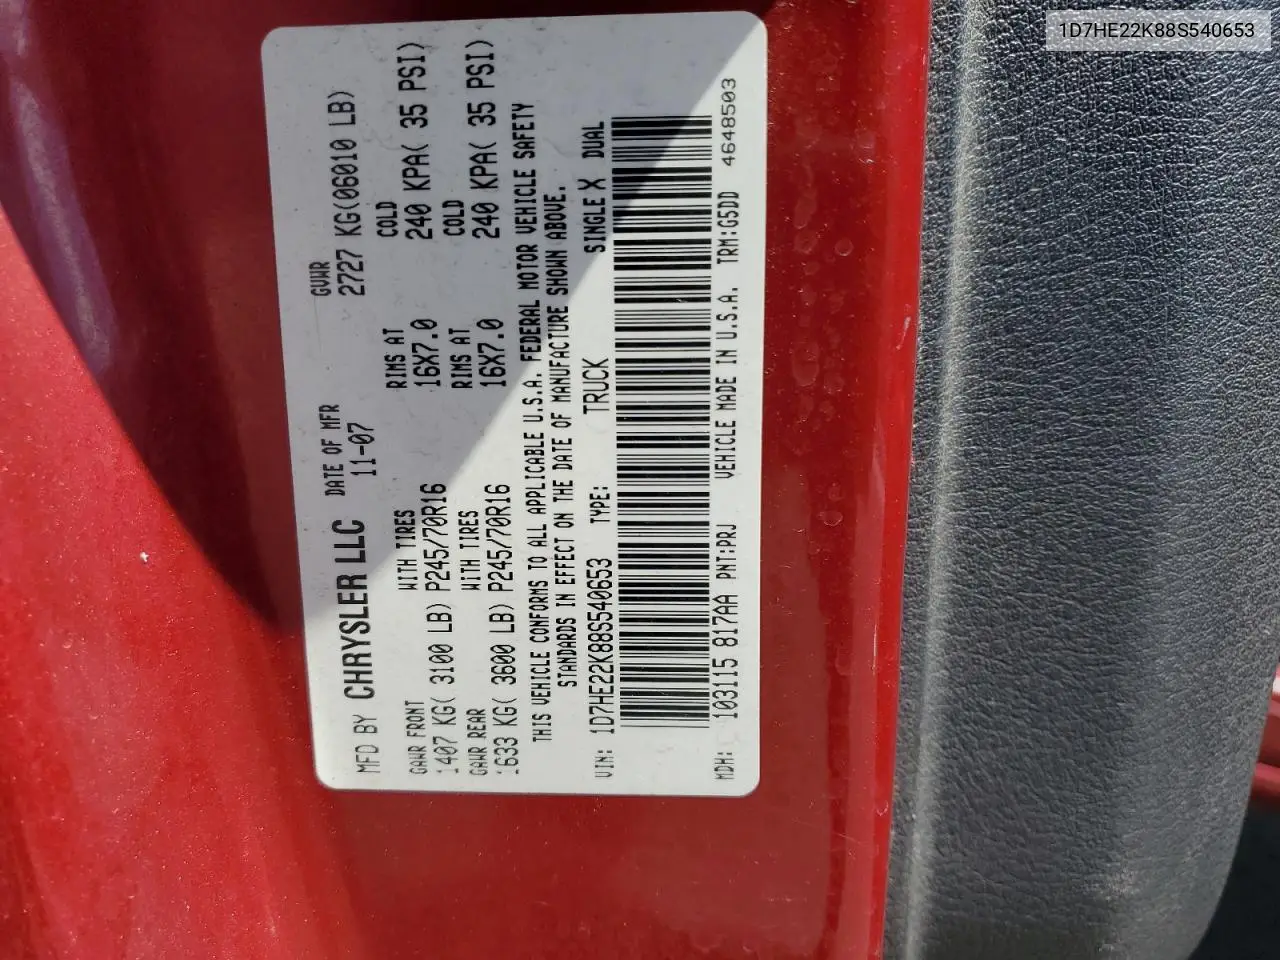 1D7HE22K88S540653
MFD BY CHRYSLER LLC DATE OF MFR GVWR
11-07 2727 KG(06010 LB)
GAWR FRONT WITH TIRES RIMS AT COLD
1407 KG( 3100 LB) P245/70R16 16X7.0 240 KPA( 35 PSI)
GAWR REAR WITH TIRES RIMS AT COLD
1633 KG( 3600 LB) P245/70R16 16X7.0 240 KPA( 35 PSI)
THIS VEHICLE CONFORMS TO ALL APPLICABLE U.S.A. FEDERAL MOTOR VEHICLE SAFETY
STANDARDS IN EFFECT ON THE DATE OF MANUFACTURE SHOWN ABOVE.
VIN: 1D7HE22K88S540653 TYPE: TRUCK SINGLE X DUAL
MDH: 103115 817AA PNT:PRJ VEHICLE MADE IN U.S.A. TRM:G5DD 4648503